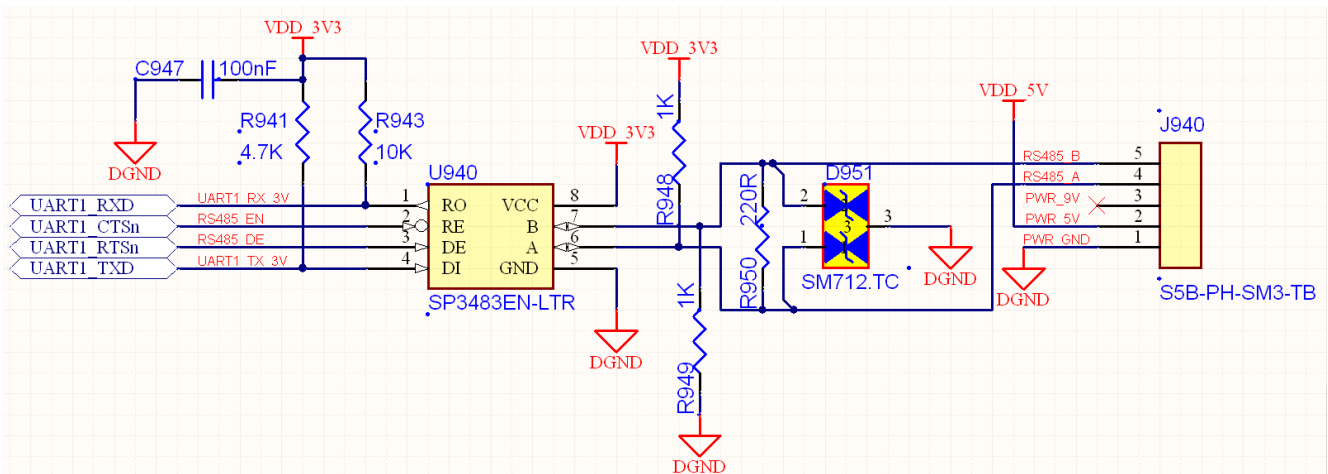 VDD_3V3
C947
100nF
R941
4.7K
R943
10K
DGND
VDD_3V3
1K
R948
VDD_3V3
VDD_5V
J940
U940
UART1_RXD
UART1_RX_3V
1
RO
VCC
8
UART1_CTSn
RS485_EN
2
RE
B
7
UART1_RTSn
RS485_DE
3
DE
A
6
UART1_TXD
UART1_TX_3V
4
DI
GND
5
SP3483EN-LTR
DGND
1K
R949
DGND
220R
R950
D951
2
1
3
3
SM712.TC
DGND
RS485_B
5
RS485_A
4
PWR_9V
3
PWR_5V
2
PWR_GND
1
DGND
S5B-PH-SM3-TB